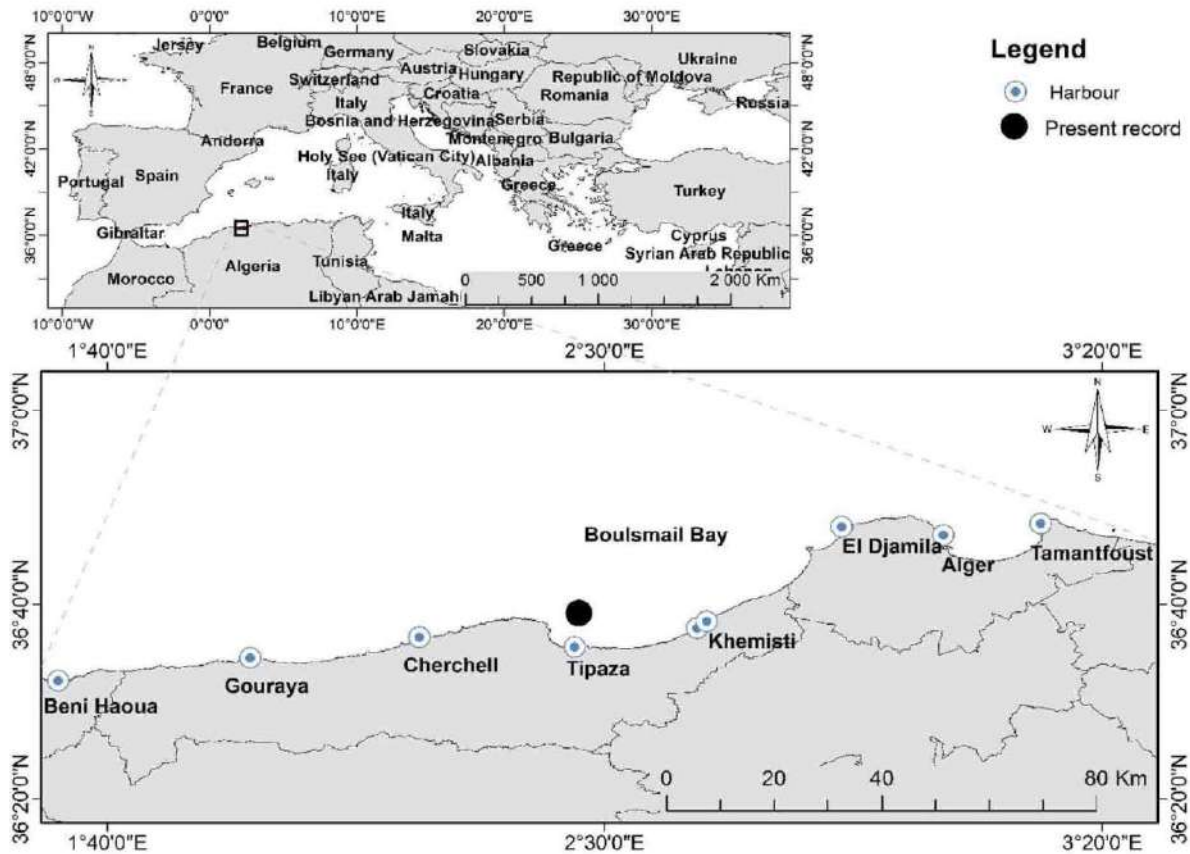 10°0'0"W 0°0'0" 10°0'0"E 20°0'0"E 30°0'0"E
48°0'0"N
42°0'0"N
36°0'0"N
48°0'0"N
42°0'0"N
36°0'0"N
N
Jersey
Belgium
Germany
Slovakia
Ukraine
Austria
Hungary
Republic of Moldova
France
Switzerland
Croatia
Romania
Russia
Italy
Bosnia and Herzegovina
Serbia
Andorra
Montenegro
Bulgaria
Holy See (Vatican City)
Albania
Portugal
Spain
Italy
Greece
Turkey
Gibraltar
Italy
Malta
Greece
Cyprus
Syrian Arab Republic
Lebanon
Morocco
Algeria
Tunisia
Libyan Arab Jamah
0 500 1 000 2 000 Km
10°0'0"W 0°0'0" 10°0'0"E 20°0'0"E 30°0'0"E
Legend
Harbour
Present record
1°40'0"E 2°30'0"E 3°20'0"E
37°0'0"N
36°40'0"N
36°20'0"N
37°0'0"N
36°40'0"N
36°20'0"N
N
W E
S
Boulsmail Bay
El Djamila
Alger
Tamantfoust
Khemisti
Tipaza
Cherchell
Gouraya
Beni Haoua
0 20 40 80 Km
1°40'0"E 2°30'0"E 3°20'0"E